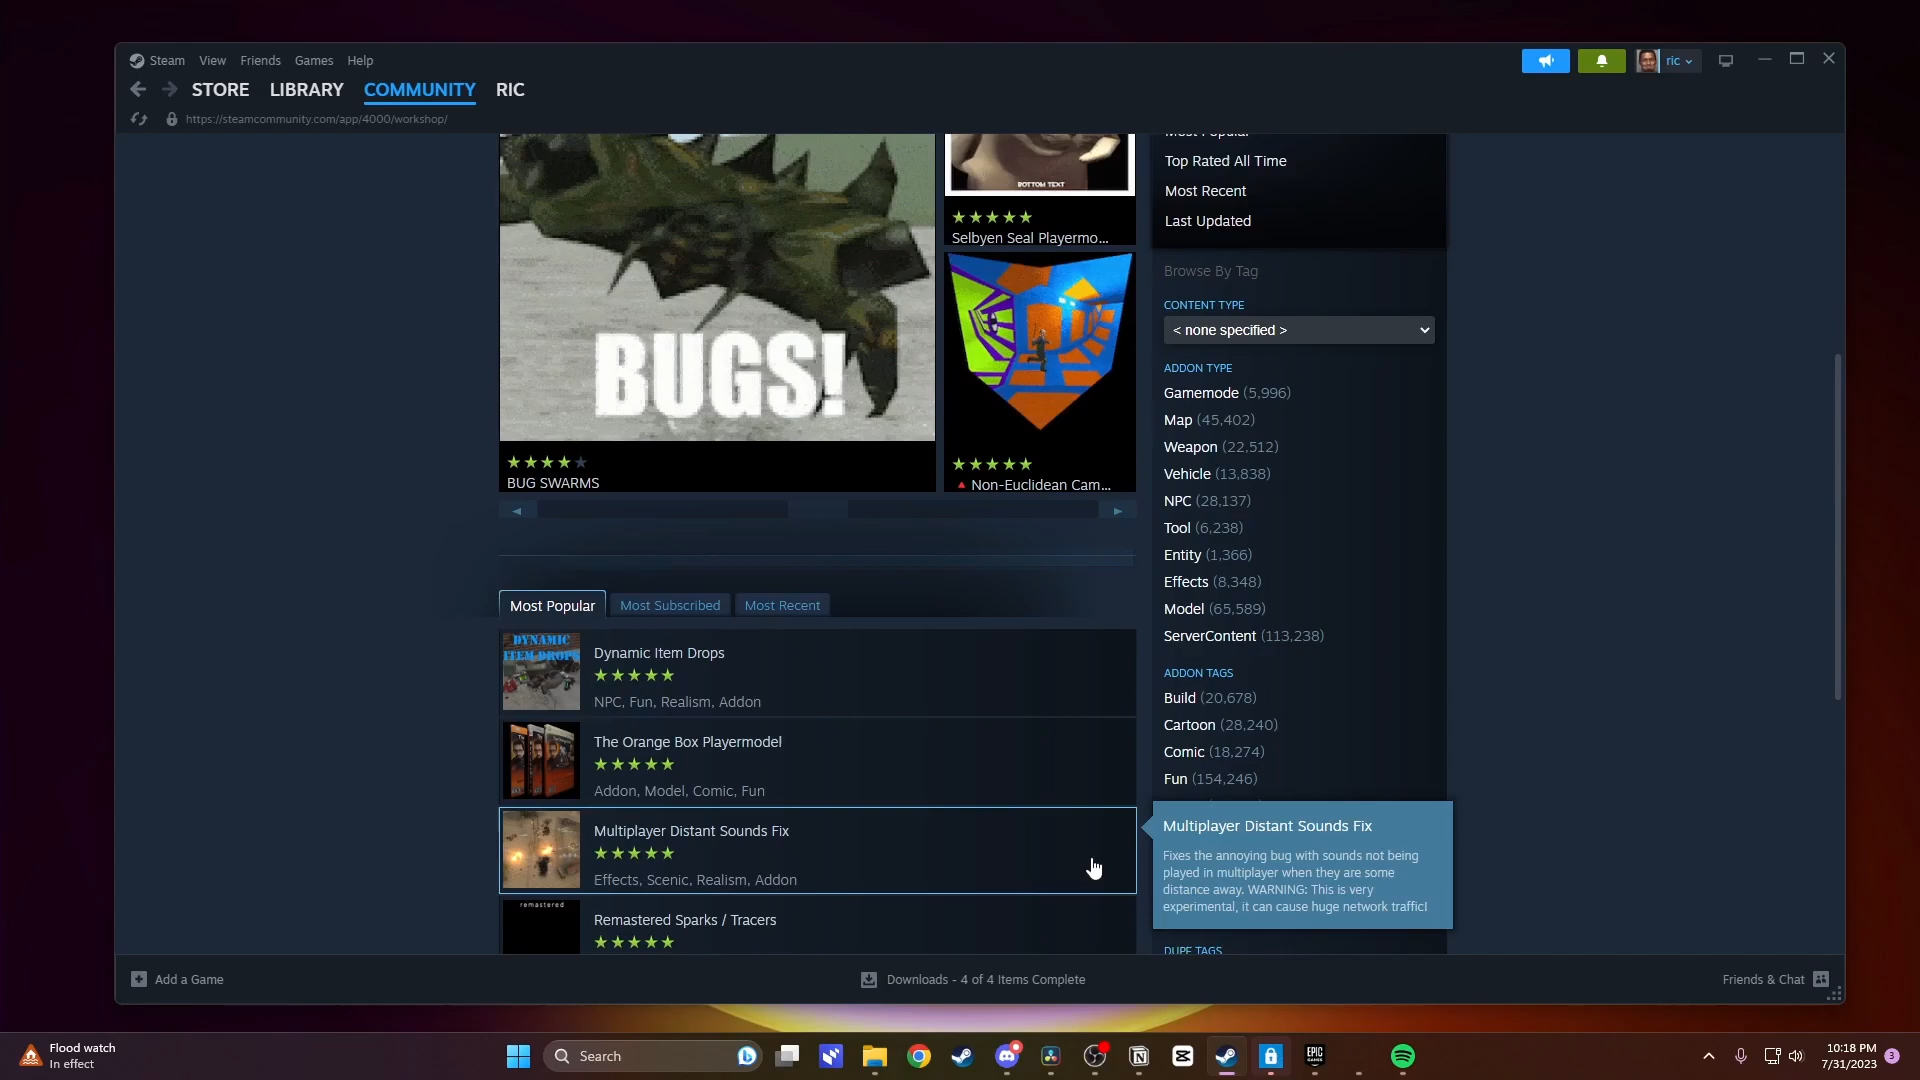 Steam View Friends Games Help
ric
STORE LIBRARY COMMUNITY RIC
https://steamcommunity.com/app/4000/workshop/
Most Popular
Top Rated All Time
Most Recent
Last Updated
BOTTOM TEXT
Selbyen Seal Playermo...
BUGS!
BUG SWARMS
Non-Euclidean Cam...
Browse By Tag
CONTENT TYPE
< none specified >
ADDON TYPE
Gamemode (5,996)
Map (45,402)
Weapon (22,512)
Vehicle (13,838)
NPC (28,137)
Tool (6,238)
Entity (1,366)
Effects (8,348)
Model (65,589)
ServerContent (113,238)
ADDON TAGS
Build (20,678)
Cartoon (28,240)
Comic (18,274)
Fun (154,246)
Most Popular Most Subscribed Most Recent
DYNAMIC
ITEM DROPS
Dynamic Item Drops
NPC, Fun, Realism, Addon
The Orange Box Playermodel
Addon, Model, Comic, Fun
Multiplayer Distant Sounds Fix
Effects, Scenic, Realism, Addon
remastered
Remastered Sparks / Tracers
Multiplayer Distant Sounds Fix
Fixes the annoying bug with sounds not being
played in multiplayer when they are some
distance away. WARNING: This is very
experimental, it can cause huge network traffic!
DUPE TAGS
Add a Game
Downloads - 4 of 4 Items Complete
Friends & Chat
Flood watch
In effect
Search
EPIC
GAMES
10:18 PM
7/31/2023
3